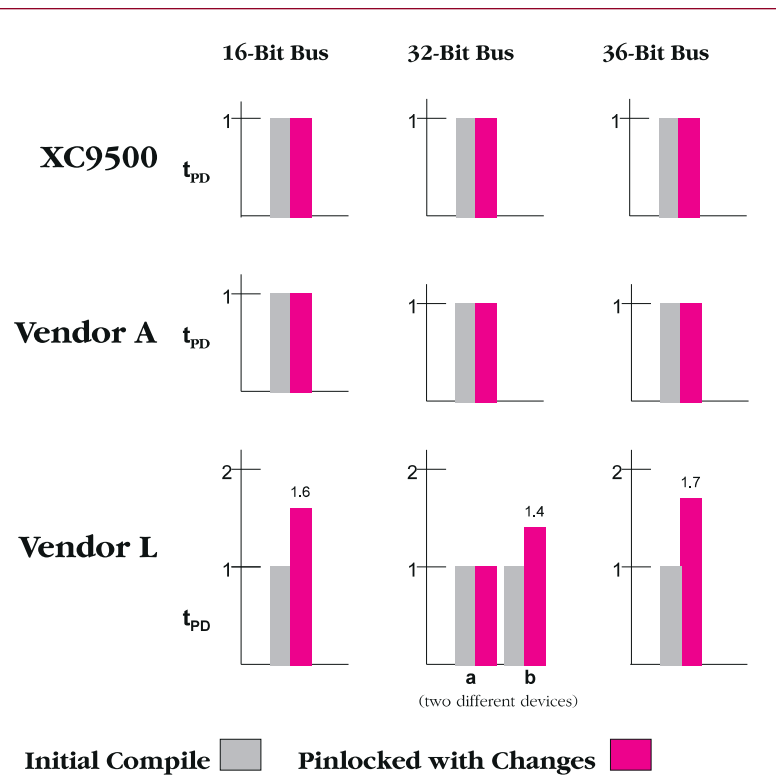 16-Bit Bus 32-Bit Bus 36-Bit Bus
1 1 1
XC9500 tPD
1 1 1
Vendor A tPD
2 2 2
1.6 1.4 1.7
Vendor L
1 1 1
tPD
a b
(two different devices)
Initial Compile Pinlocked with Changes